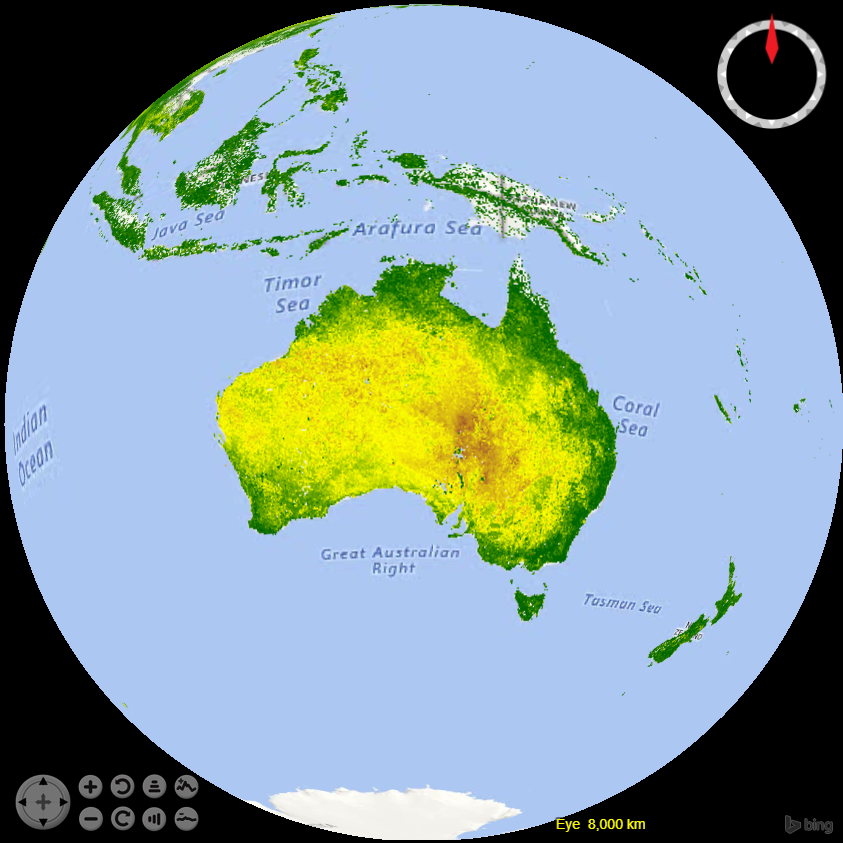 Java Sea
Arafura Sea
Timor
Sea
Coral
Sea
Indian
Ocean
Great Australian
Bight
Tasman Sea
Eye 8,000 km
bing